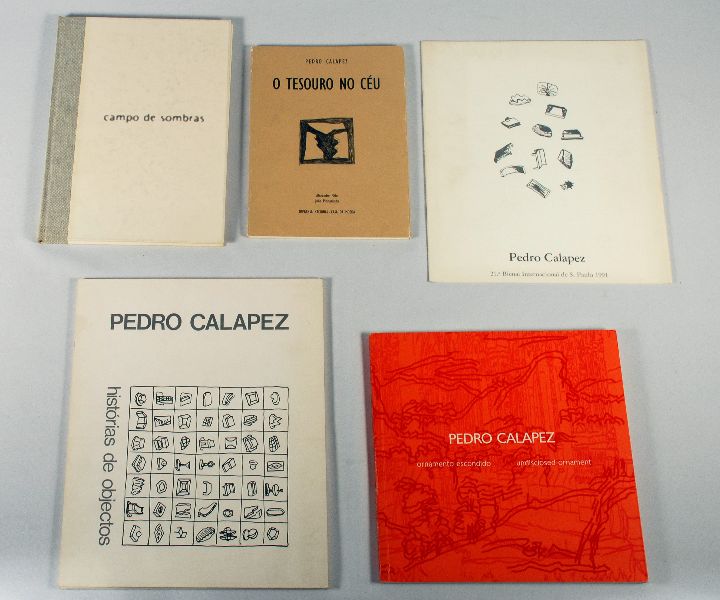 campo de sombras
PEDRO CALAPEZ
O TESOURO NO CÉU
Pedro Calapez
21.ª Bienal Internacional de S. Paulo 1991
PEDRO CALAPEZ
histórias de objectos
PEDRO CALAPEZ
ornamento escondido undisclosed ornament